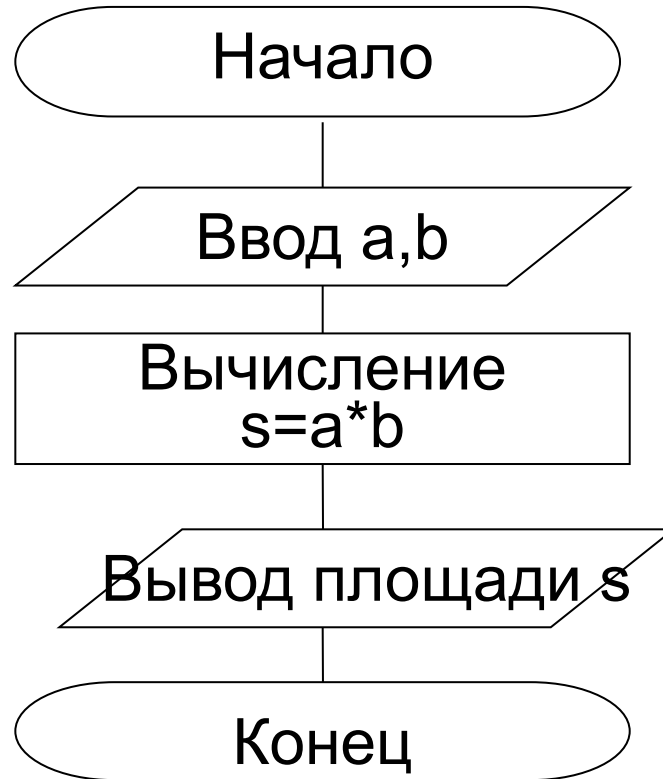 Начало
Ввод a,b
Вычисление
s=a*b
Вывод площади s
Конец